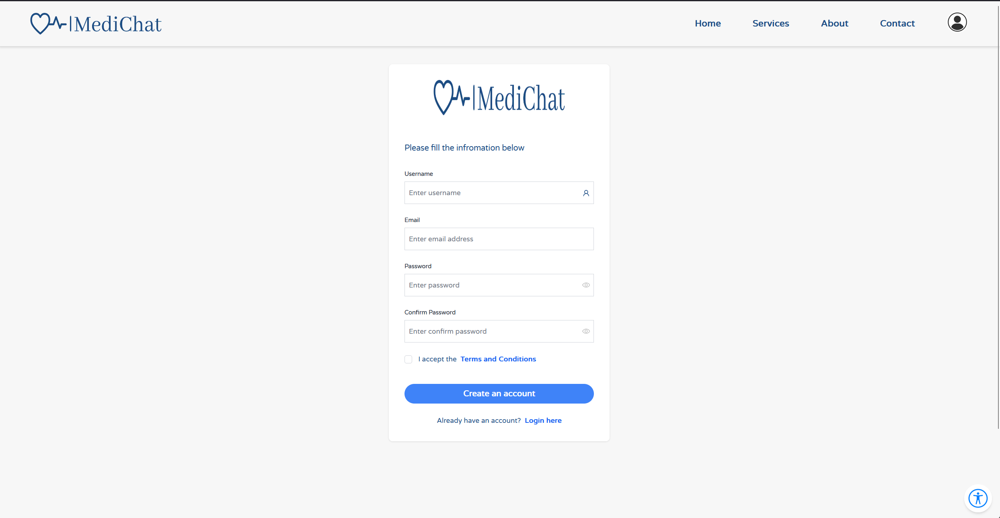 MediChat
Home Services About Contact
MediChat
Please fill the infromation below
Username
Enter username
Email
Enter email address
Password
Enter password
Confirm Password
Enter confirm password
I accept the Terms and Conditions
Create an account
Already have an account? Login here